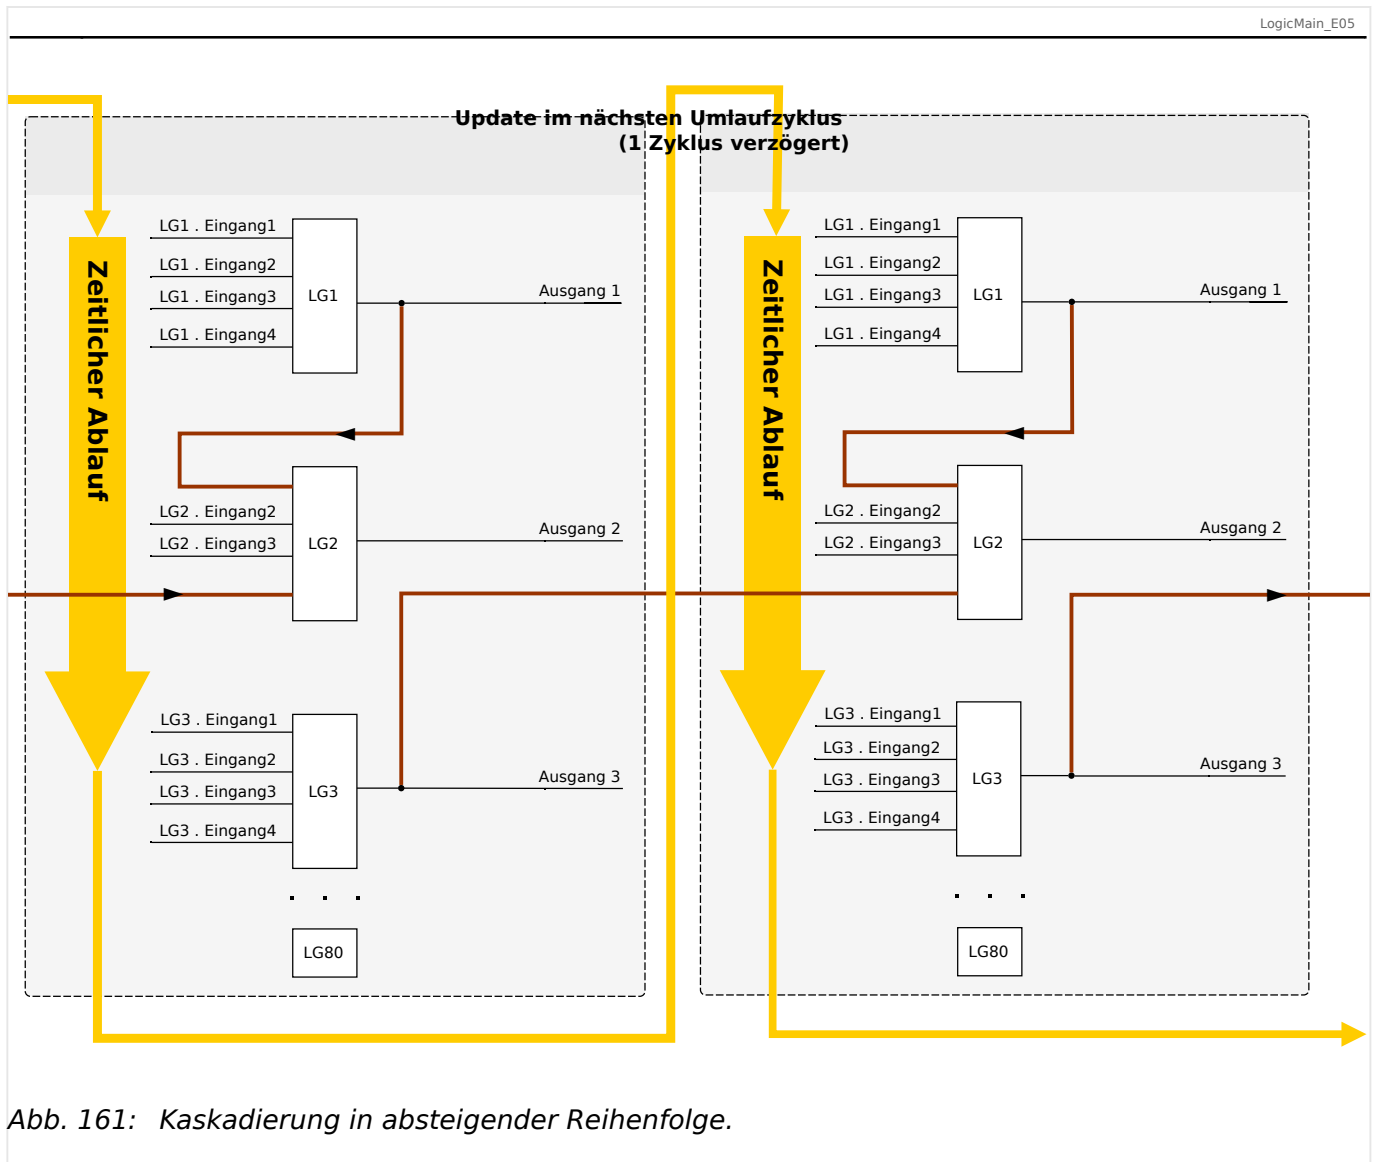 LogicMain_E05
Update im nächsten Umlaufzyklus
(1 Zyklus verzögert)
Zeitlicher Ablauf
LG1 . Eingang1
LG1 . Eingang2
LG1 . Eingang3
LG1 . Eingang4
LG1
Ausgang 1
LG2 . Eingang2
LG2 . Eingang3
LG2
Ausgang 2
LG3 . Eingang1
LG3 . Eingang2
LG3 . Eingang3
LG3 . Eingang4
LG3
Ausgang 3
. . .
LG80
Zeitlicher Ablauf
LG1 . Eingang1
LG1 . Eingang2
LG1 . Eingang3
LG1 . Eingang4
LG1
Ausgang 1
LG2 . Eingang2
LG2 . Eingang3
LG2
Ausgang 2
LG3 . Eingang1
LG3 . Eingang2
LG3 . Eingang3
LG3 . Eingang4
LG3
Ausgang 3
. . .
LG80
Abb. 161: Kaskadierung in absteigender Reihenfolge.